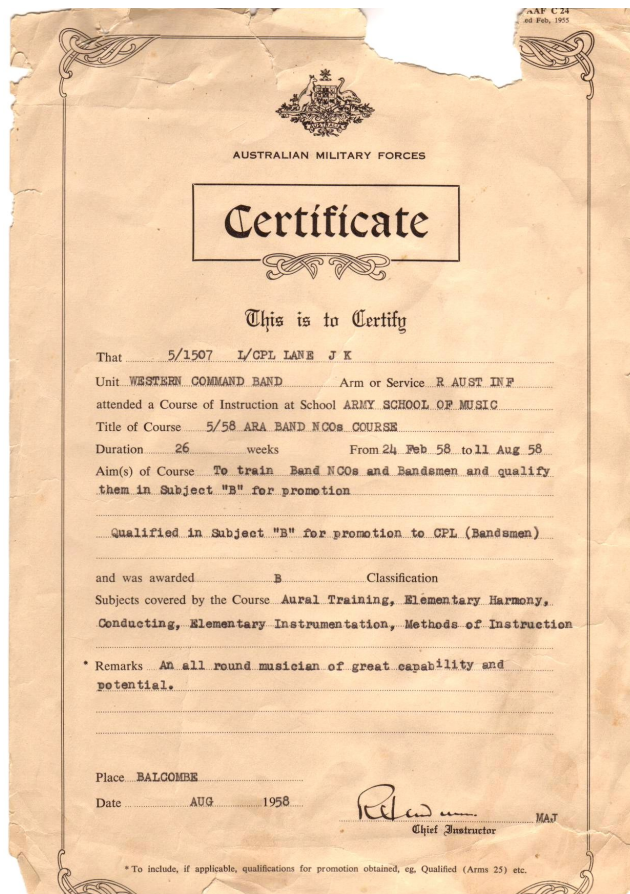 AAF C 24
ed Feb, 1955
AUSTRALIAN MILITARY FORCES
Certificate
This is to Certify
That 5/1507 L/CPL LANE J K
Unit WESTERN COMMAND BAND Arm or Service R AUST INF
attended a Course of Instruction at School ARMY SCHOOL OF MUSIC
Title of Course 5/58 ARA BAND NCOs COURSE
Duration 26 weeks From 24 Feb 58 to 11 Aug 58
Aim(s) of Course To train Band NCOs and Bandsmen and qualify
them in Subject "B" for promotion
Qualified in Subject "B" for promotion to CPL (Bandsmen)
and was awarded B Classification
Subjects covered by the Course Aural Training, Elementary Harmony,
Conducting, Elementary Instrumentation, Methods of Instruction
* Remarks An all round musician of great capability and
potential.
Place BALCOMBE
Date AUG 1958
MAJ
Chief Instructor
* To include, if applicable, qualifications for promotion obtained, eg, Qualified (Arms 25) etc.